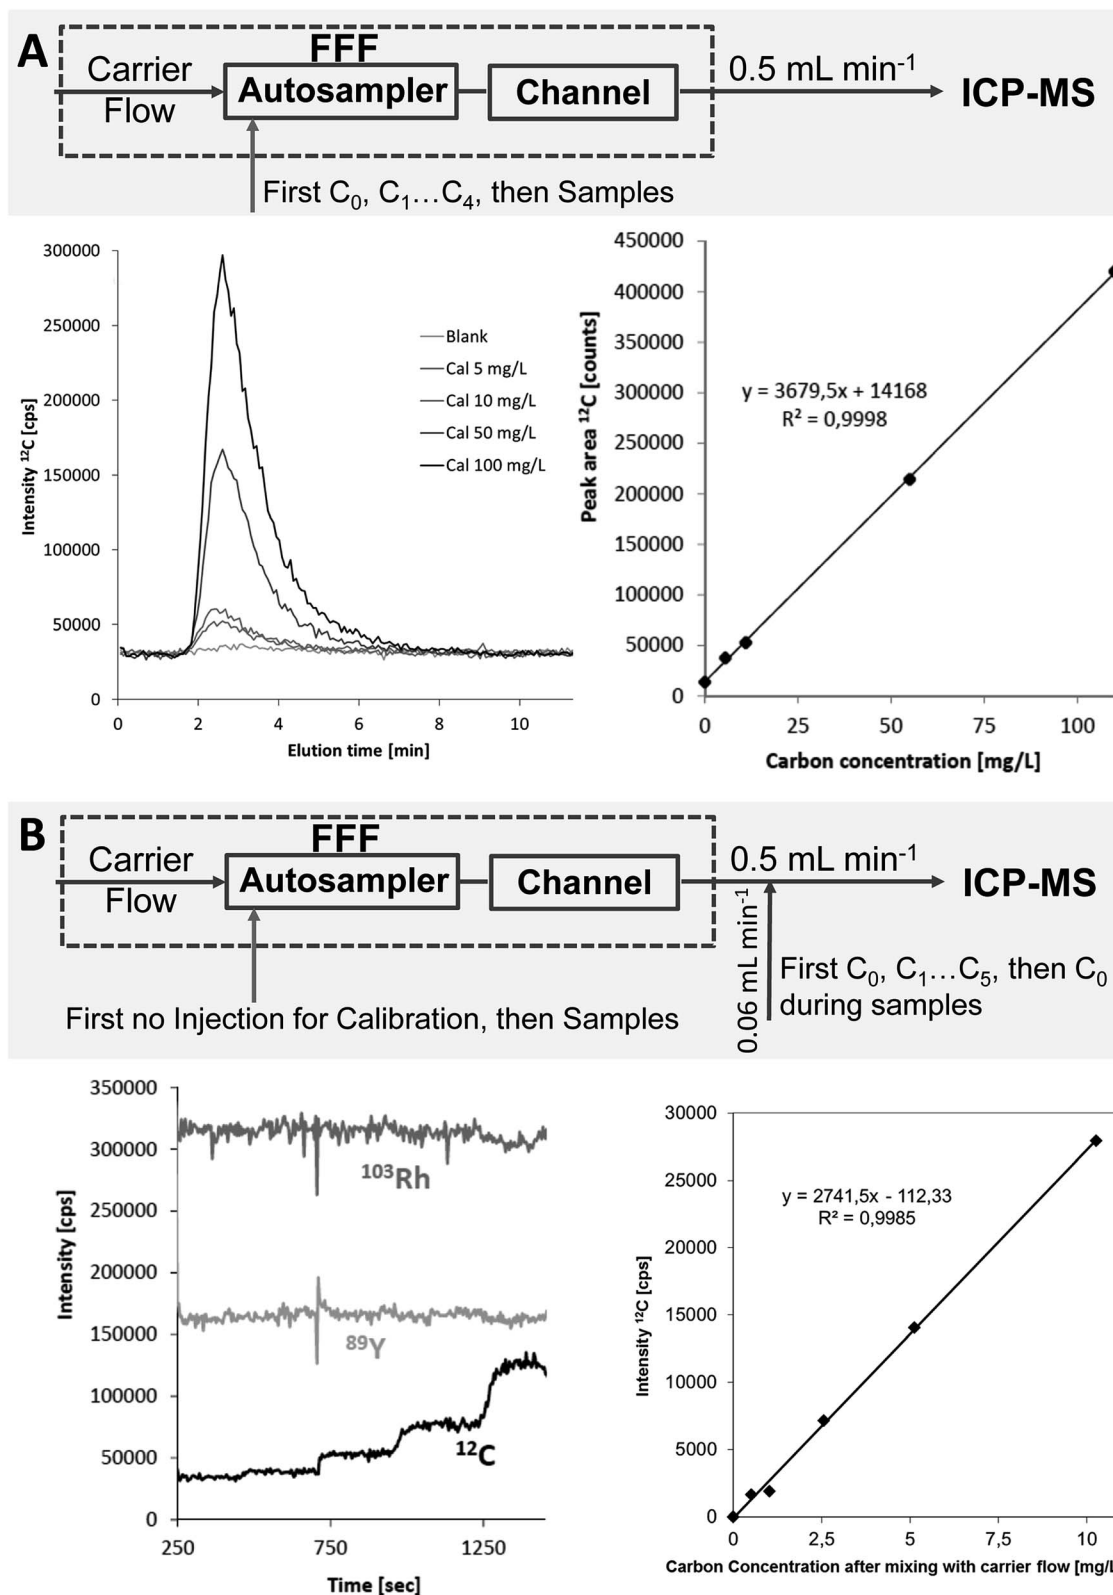 A
FFF
Carrier
Flow
Autosampler
Channel
0.5 mL min-1
ICP-MS
First C0, C1...C4, then Samples
300000
250000
200000
150000
100000
50000
0
Intensity 12C [cps]
0 2 4 6 8 10
Elution time [min]
Blank
Cal 5 mg/L
Cal 10 mg/L
Cal 50 mg/L
Cal 100 mg/L
450000
400000
350000
300000
250000
200000
150000
100000
50000
0
Peak area 12C [counts]
y = 3679,5x + 14168
R² = 0,9998
0 25 50 75 100
Carbon concentration [mg/L]
B
FFF
Carrier
Flow
Autosampler
Channel
0.5 mL min-1
ICP-MS
0.06 mL min-1
First C0, C1...C5, then C0
during samples
First no Injection for Calibration, then Samples
350000
300000
250000
200000
150000
100000
50000
0
Intensity [cps]
103Rh
89Y
12C
250 750 1250
Time [sec]
30000
25000
20000
15000
10000
5000
0
Intensity 12C [cps]
y = 2741,5x - 112,33
R² = 0,9985
0 2,5 5 7,5 10
Carbon Concentration after mixing with carrier flow [mg/L